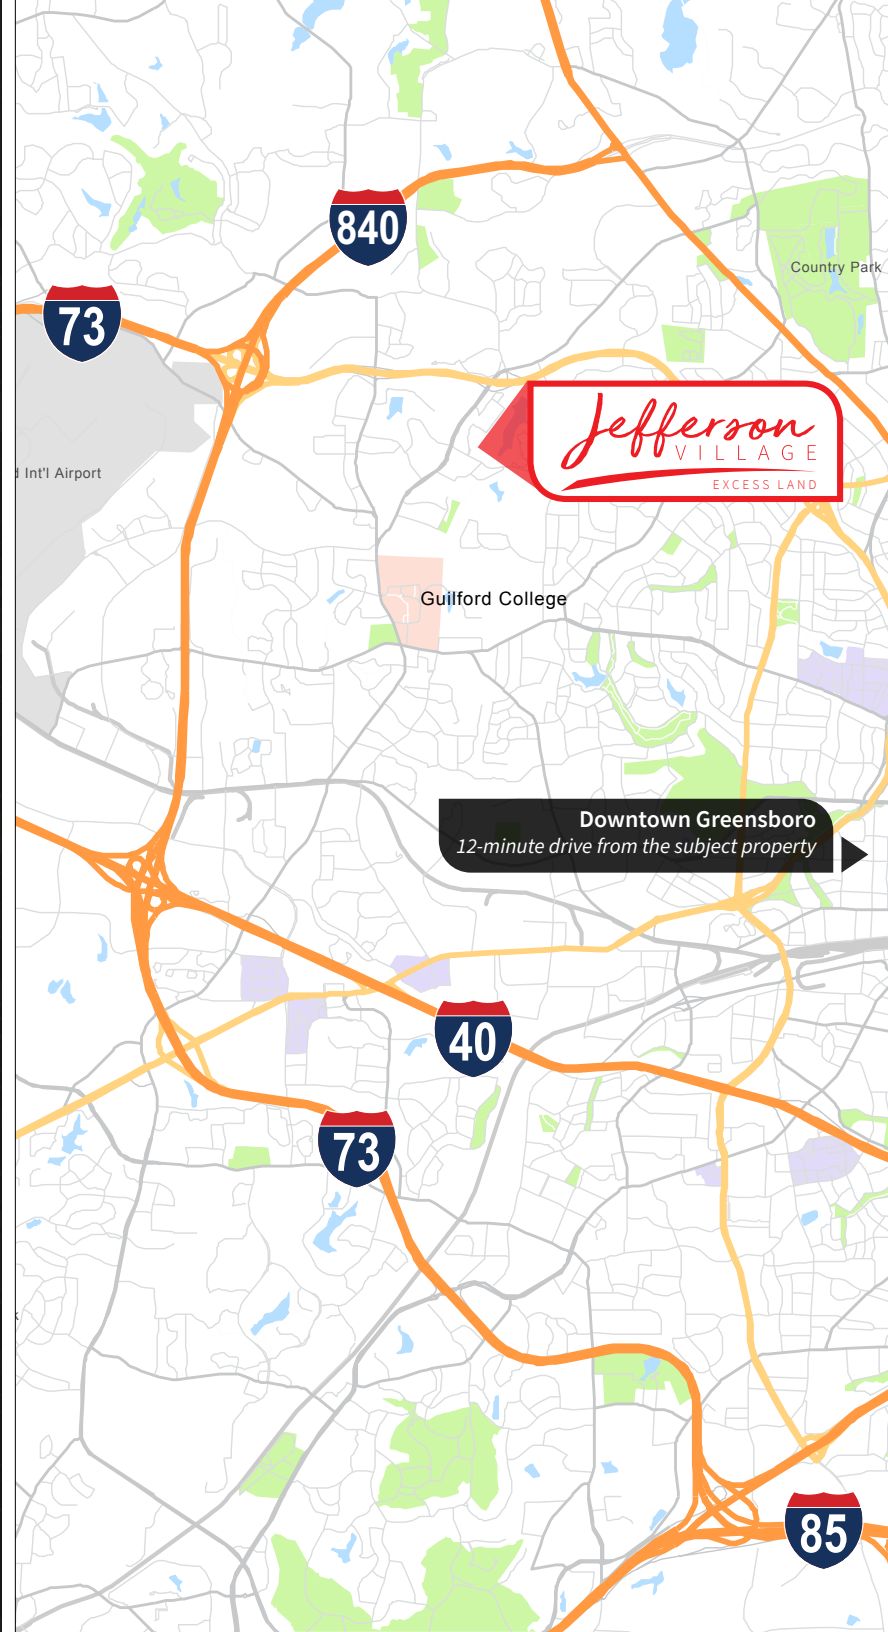 840
Country Park
73
Jefferson
VILLAGE
EXCESS LAND
Int'l Airport
Guilford College
Downtown Greensboro
12-minute drive from the subject property
40
73
85